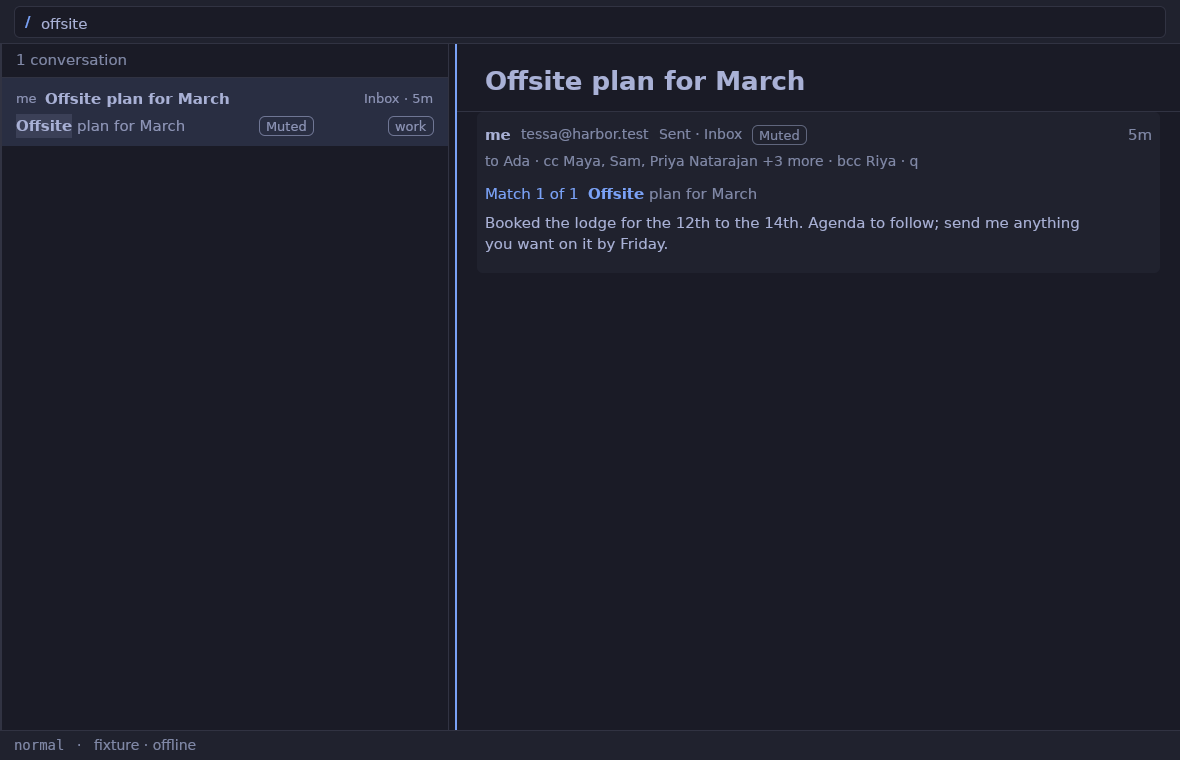 / offsite
1 conversation
me Offsite plan for March Inbox · 5m
Offsite plan for March Muted work
Offsite plan for March
me tessa@harbor.test Sent · Inbox Muted 5m
to Ada · cc Maya, Sam, Priya Natarajan +3 more · bcc Riya · q
Match 1 of 1 Offsite plan for March
Booked the lodge for the 12th to the 14th. Agenda to follow; send me anything
you want on it by Friday.
normal · fixture · offline